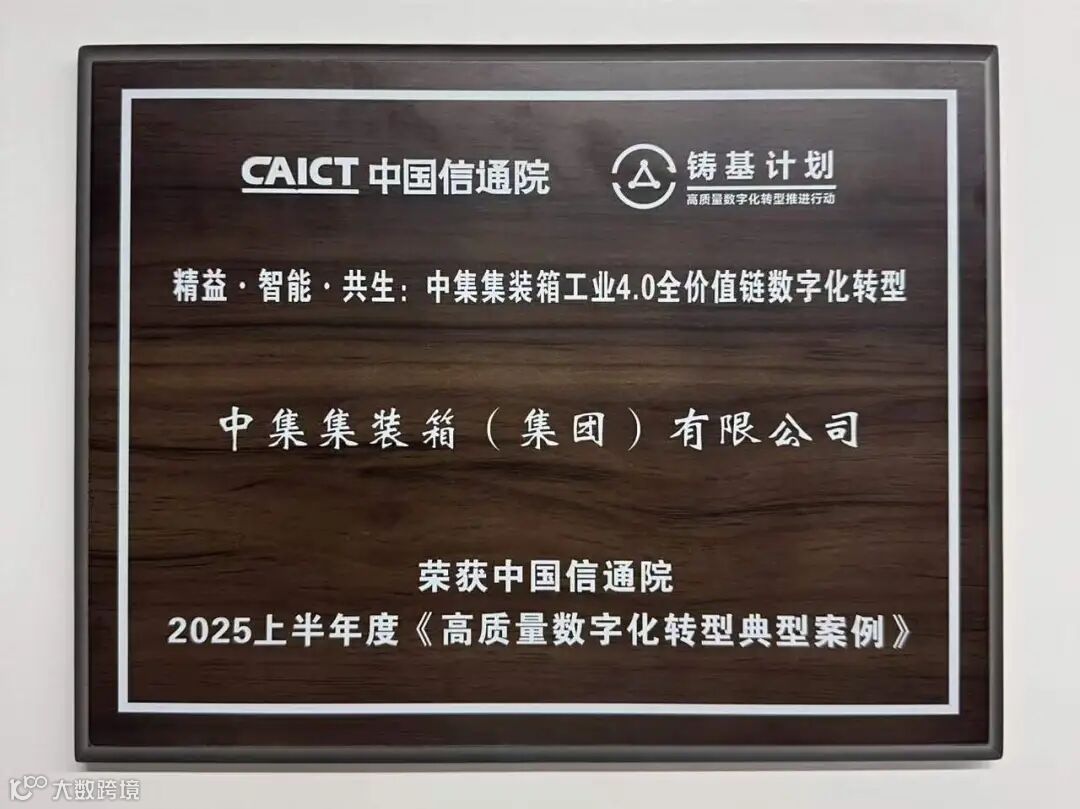 CAICT 中国信通院
铸基计划
高质量数字化转型推进行动
精益·智能·共生：中集集装箱工业4.0全价值链数字化转型
中集集装箱（集团）有限公司
荣获中国信通院
2025上半年度《高质量数字化转型典型案例》
大数跨境